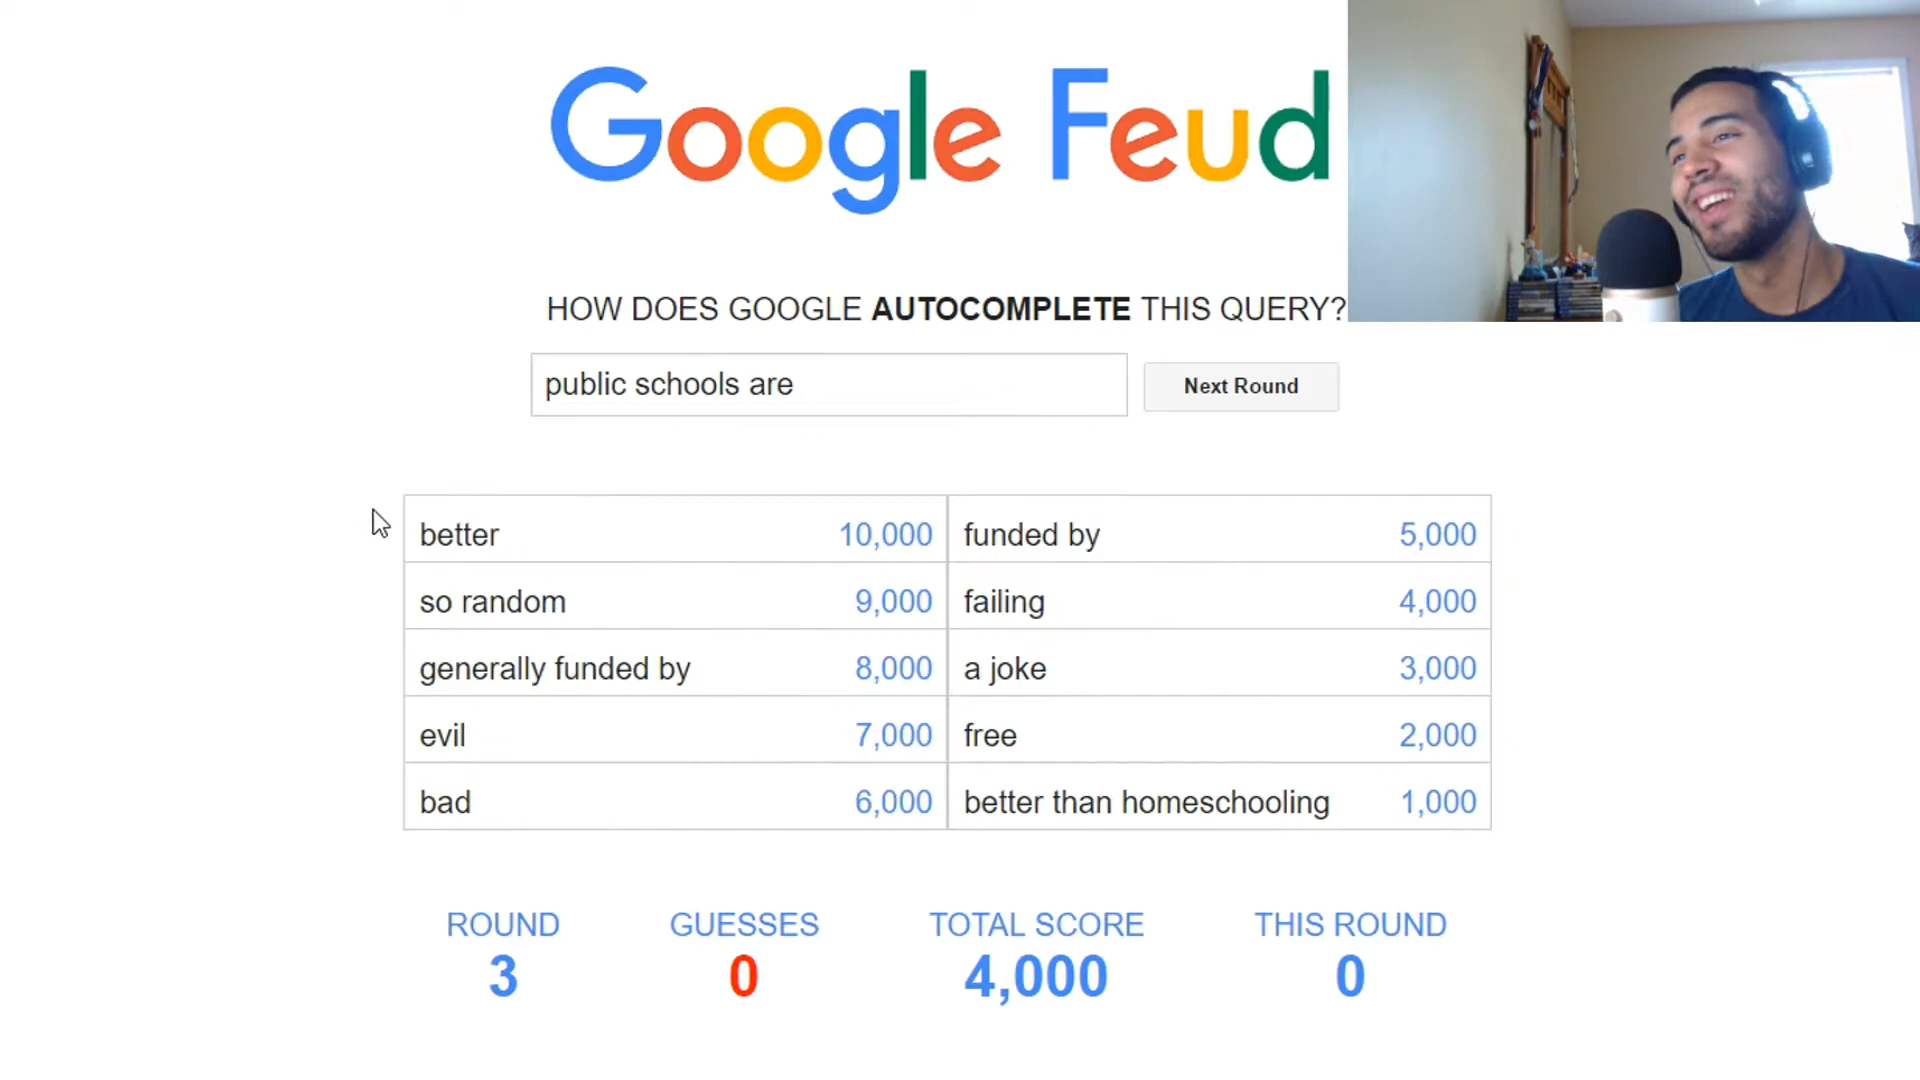 Google Feud
HOW DOES GOOGLE AUTOCOMPLETE THIS QUERY?
public schools are
Next Round
better 10,000 funded by 5,000
so random 9,000 failing 4,000
generally funded by 8,000 a joke 3,000
evil 7,000 free 2,000
bad 6,000 better than homeschooling 1,000
ROUND GUESSES TOTAL SCORE THIS ROUND
3 0 4,000 0